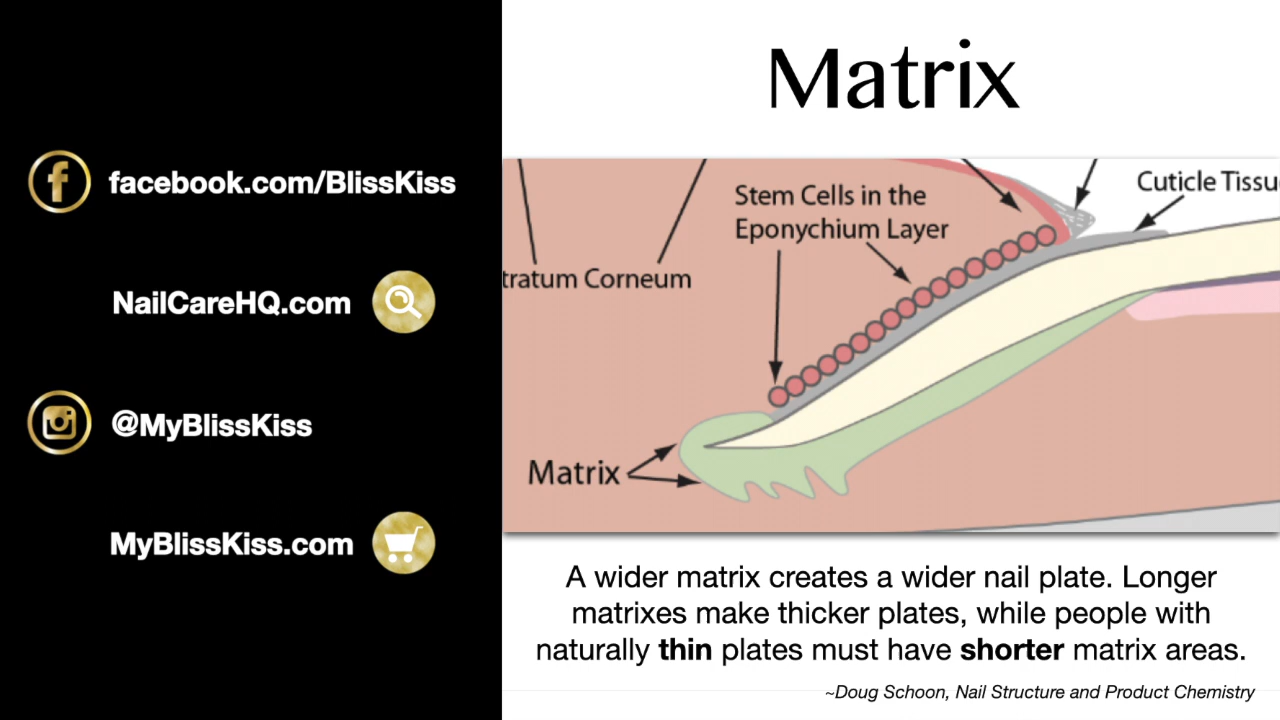 facebook.com/BlissKiss
NailCareHQ.com
@MyBlissKiss
MyBlissKiss.com
Matrix
Stem Cells in the
Eponychium Layer
Cuticle Tissu
tratum Corneum
Matrix
A wider matrix creates a wider nail plate. Longer
matrixes make thicker plates, while people with
naturally thin plates must have shorter matrix areas.
~Doug Schoon, Nail Structure and Product Chemistry